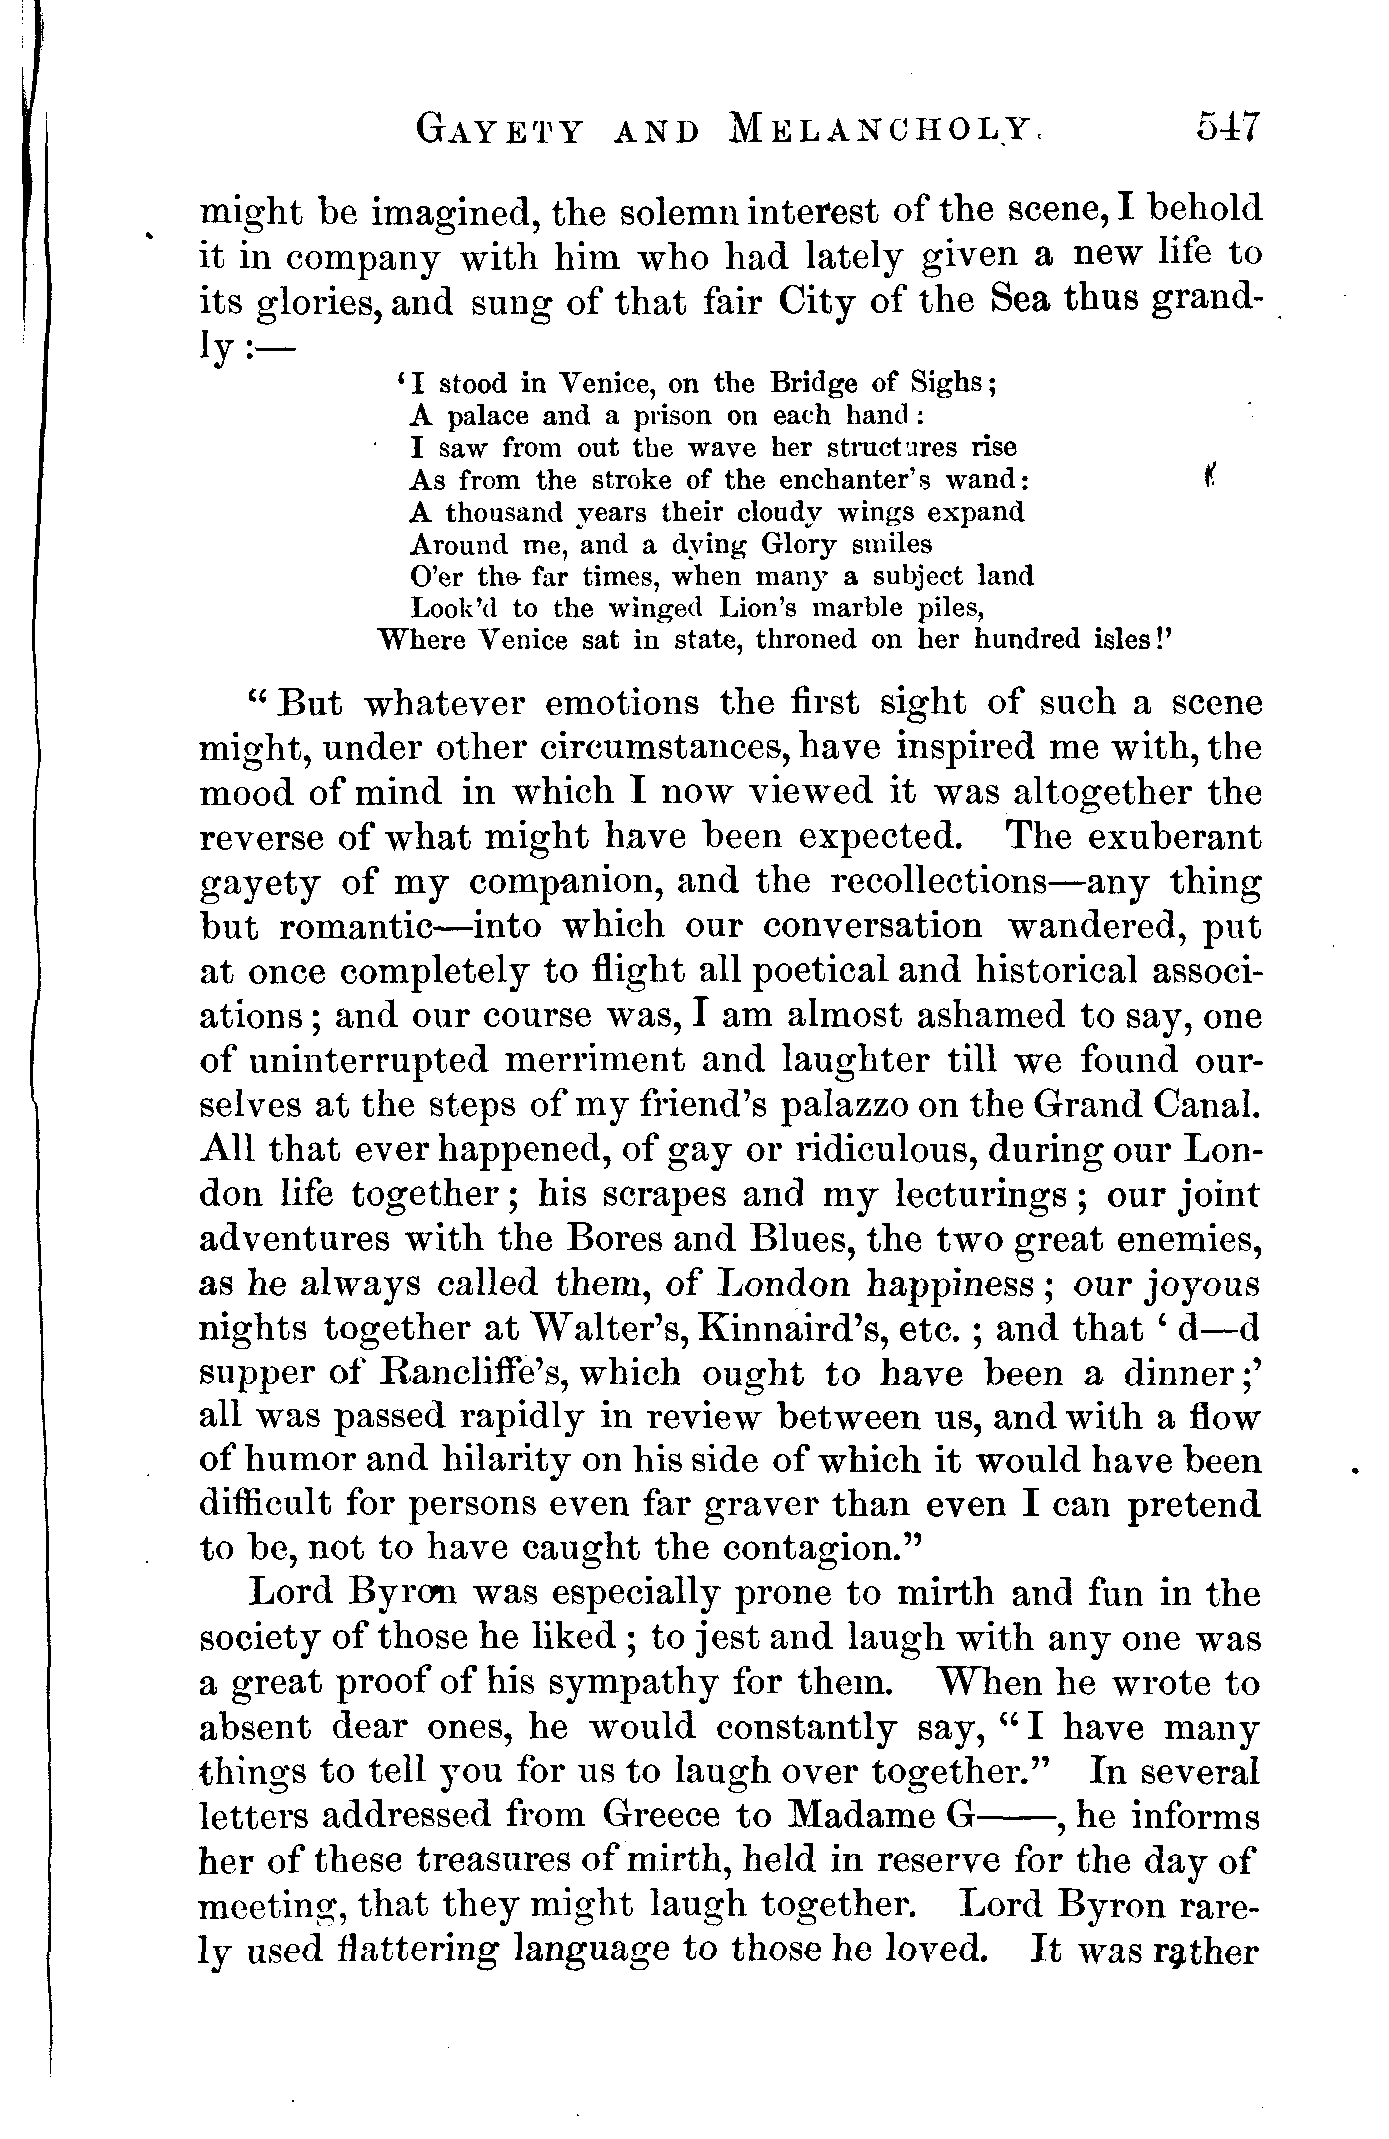 GAYETY AND MELANCHOLY. 547
might be imagined, the solemn interest of the scene, I behold
it in company with him who had lately given a new life to
its glories, and sung of that fair City of the Sea thus grand-
ly :—
‘I stood in Venice, on the Bridge of Sighs;
A palace and a prison on each hand :
I saw from out the wave her structures rise
As from the stroke of the enchanter's wand:
A thousand years their cloudy wings expand
Around me, and a dying Glory smiles
O'er the far times, when many a subject land
Look'd to the winged Lion's marble piles,
Where Venice sat in state, throned on her hundred isles!’
“ But whatever emotions the first sight of such a scene
might, under other circumstances, have inspired me with, the
mood of mind in which I now viewed it was altogether the
reverse of what might have been expected. The exuberant
gayety of my companion, and the recollections—any thing
but romantic—into which our conversation wandered, put
at once completely to flight all poetical and historical associ-
ations ; and our course was, I am almost ashamed to say, one
of uninterrupted merriment and laughter till we found our-
selves at the steps of my friend's palazzo on the Grand Canal.
All that ever happened, of gay or ridiculous, during our Lon-
don life together ; his scrapes and my lecturings ; our joint
adventures with the Bores and Blues, the two great enemies,
as he always called them, of London happiness ; our joyous
nights together at Walter's, Kinnaird's, etc. ; and that ‘ d—d
supper of Rancliffe's, which ought to have been a dinner ;’
all was passed rapidly in review between us, and with a flow
of humor and hilarity on his side of which it would have been
difficult for persons even far graver than even I can pretend
to be, not to have caught the contagion.”
Lord Byron was especially prone to mirth and fun in the
society of those he liked ; to jest and laugh with any one was
a great proof of his sympathy for them. When he wrote to
absent dear ones, he would constantly say, “ I have many
things to tell you for us to laugh over together.” In several
letters addressed from Greece to Madame G——, he informs
her of these treasures of mirth, held in reserve for the day of
meeting, that they might laugh together. Lord Byron rare-
ly used flattering language to those he loved. It was rather